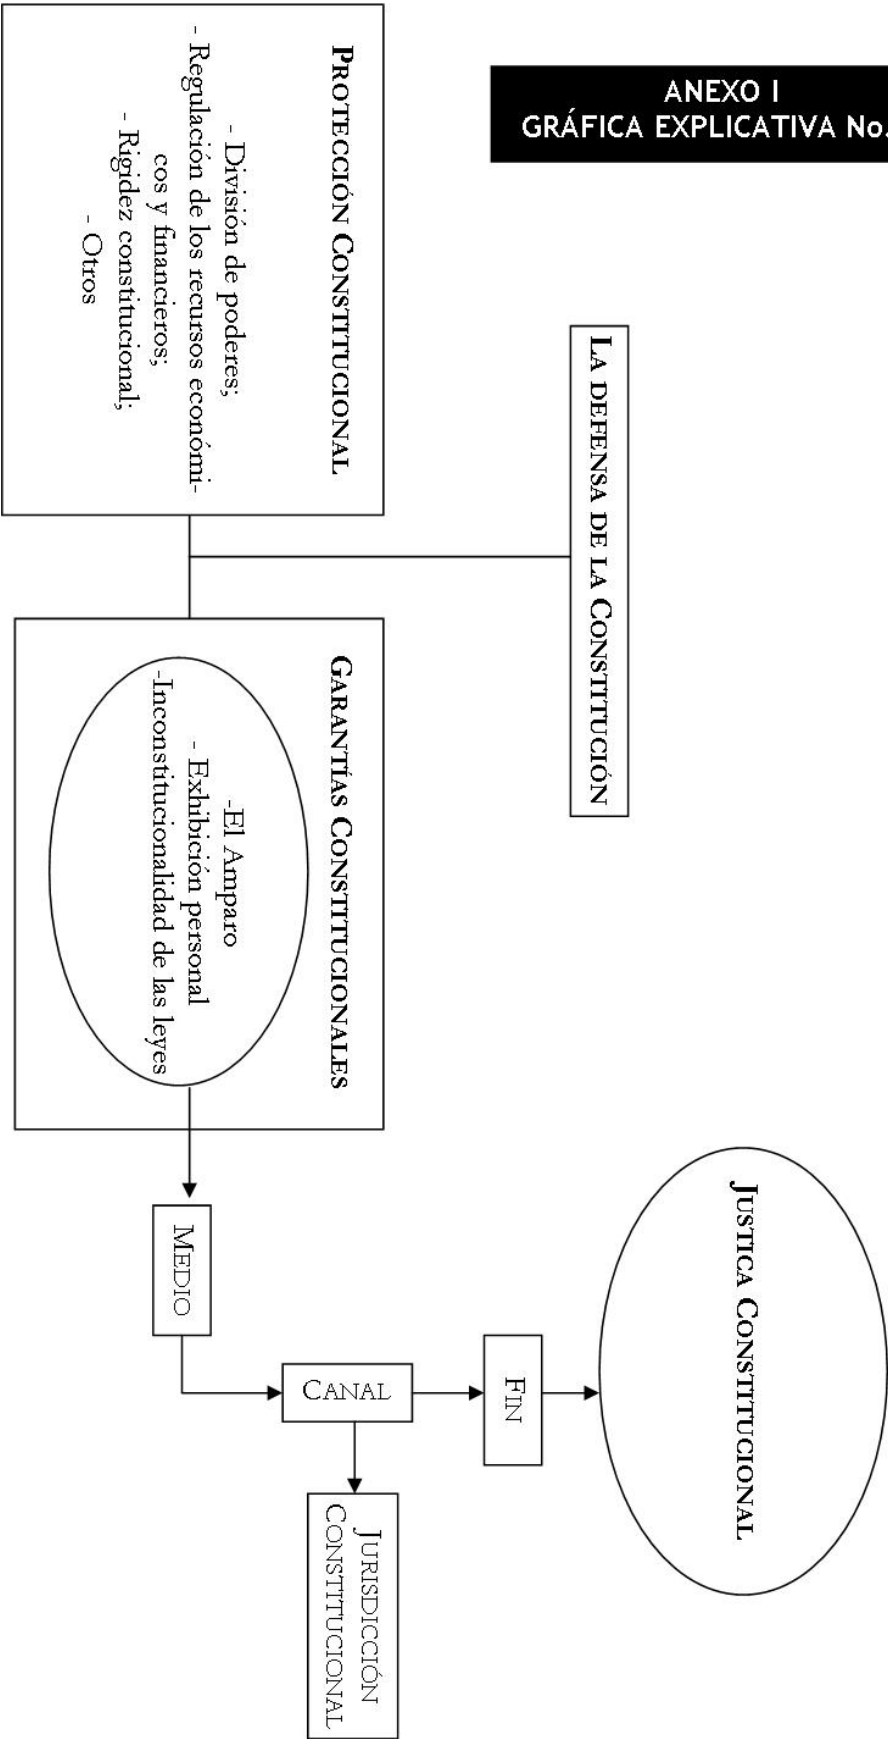 ANEXO I
GRÁFICA EXPLICATIVA No.
LA DEFENSA DE LA CONSTITUCIÓN
PROTECCIÓN CONSTITUCIONAL
- División de poderes;
- Regulación de los recursos económi-
cos y financieros;
- Rigidez constitucional;
- Otros
GARANTÍAS CONSTITUCIONALES
-El Amparo
- Exhibición personal
-Inconstitucionalidad de las leyes
MEDIO
CANAL
FIN
JUSTICA CONSTITUCIONAL
JURISDICCIÓN
CONSTITUCIONAL